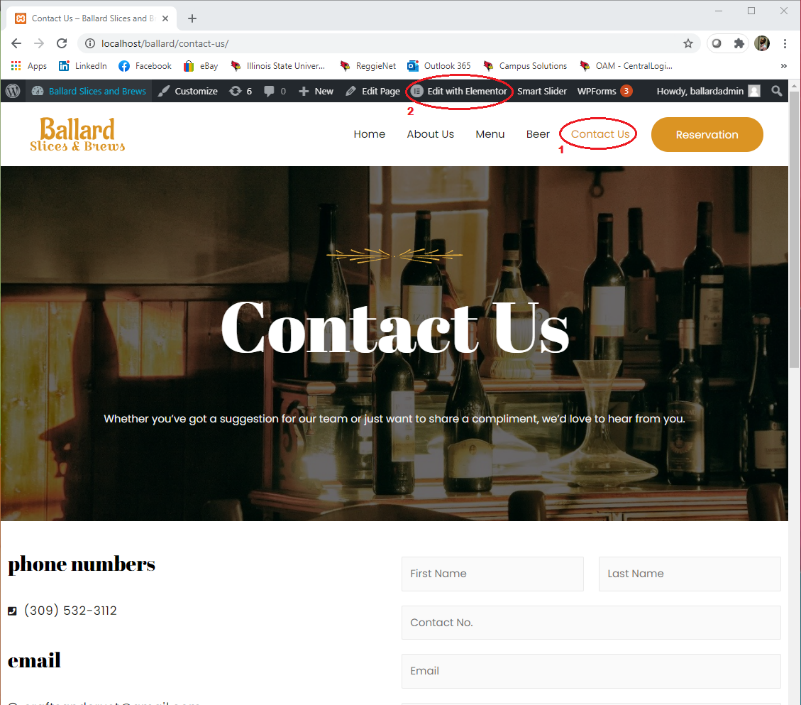 Contact Us – Ballard Slices and B
localhost/ballard/contact-us/
Apps LinkedIn Facebook eBay Illinois State Univer... ReggieNet Outlook 365 Campus Solutions OAM - CentralLogi... »
Ballard Slices and Brews Customize 6 0 New Edit Page Edit with Elementor Smart Slider WPForms 3 Howdy, ballardadmin
2
Ballard
Slices & Brews
Home About Us Menu Beer Contact Us Reservation
1
Contact Us
Whether you've got a suggestion for our team or just want to share a compliment, we'd love to hear from you.
phone numbers
First Name Last Name
(309) 532-3112
Contact No.
email
Email